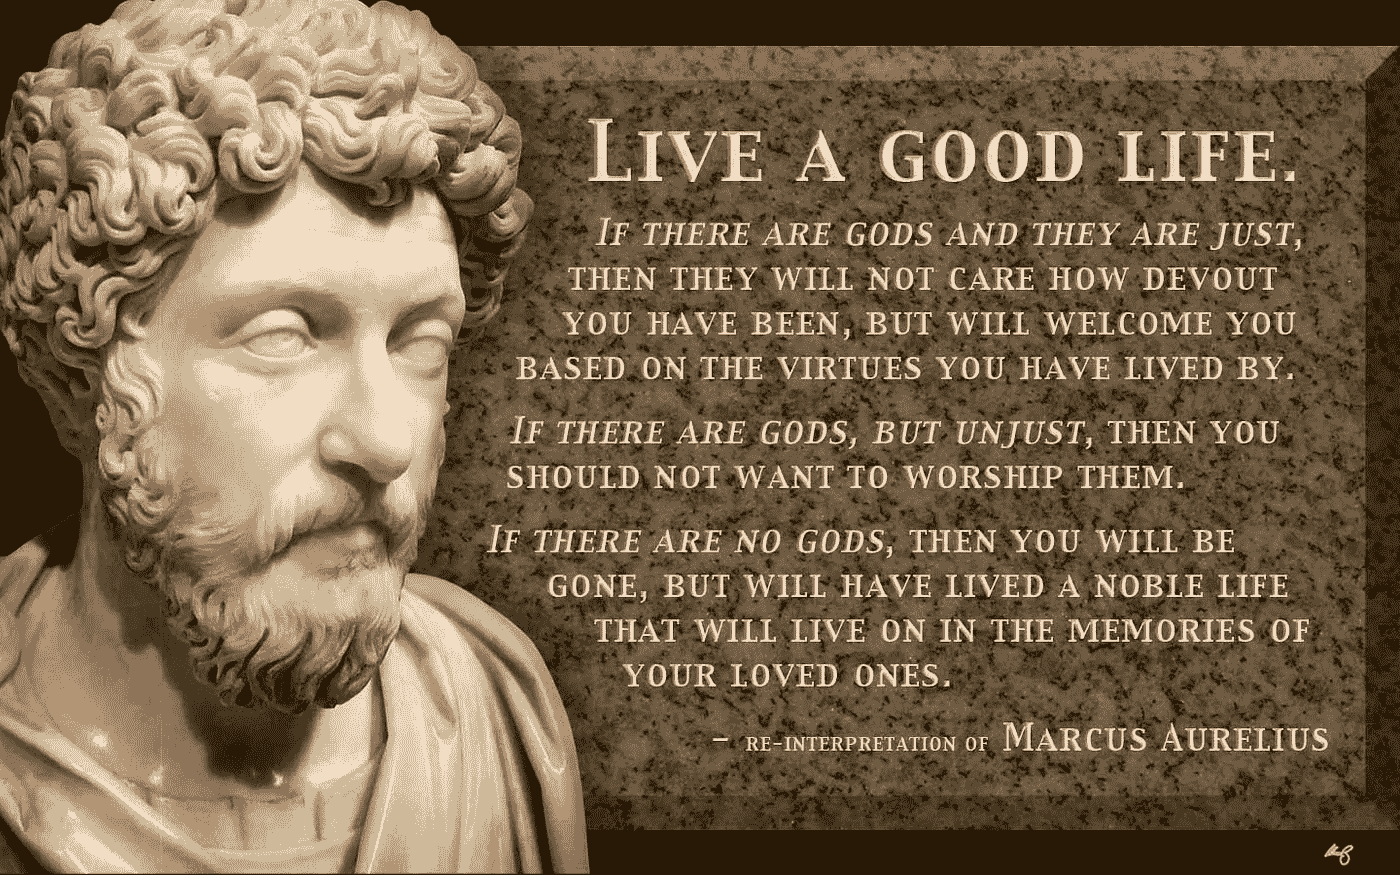 Live a good life.
If there are gods and they are just,
then they will not care how devout
you have been, but will welcome you
based on the virtues you have lived by.
If there are gods, but unjust, then you
should not want to worship them.
If there are no gods, then you will be
gone, but will have lived a noble life
that will live on in the memories of
your loved ones.
– re-interpretation of Marcus Aurelius